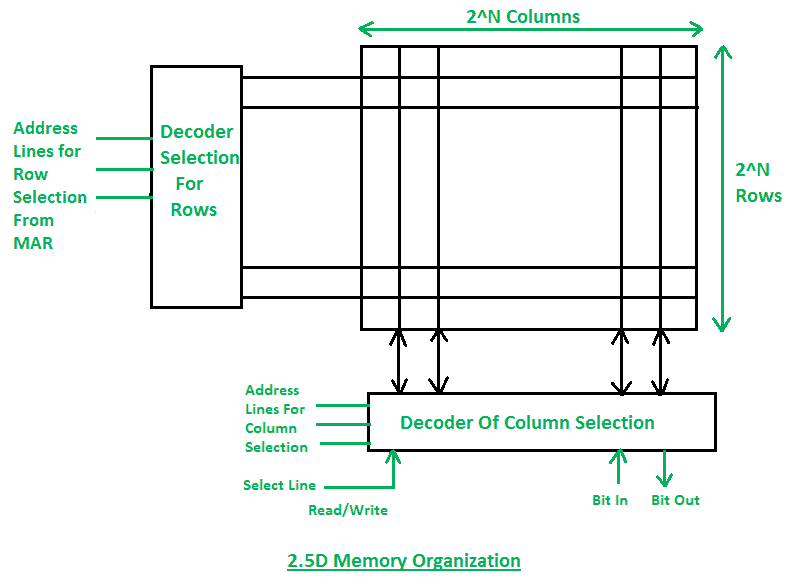 2^N Columns
Address
Lines for
Row
Selection
From
MAR
Decoder
Selection
For
Rows
2^N
Rows
Address
Lines For
Column
Selection
Decoder Of Column Selection
Select Line
Read/Write
Bit In
Bit Out
2.5D Memory Organization